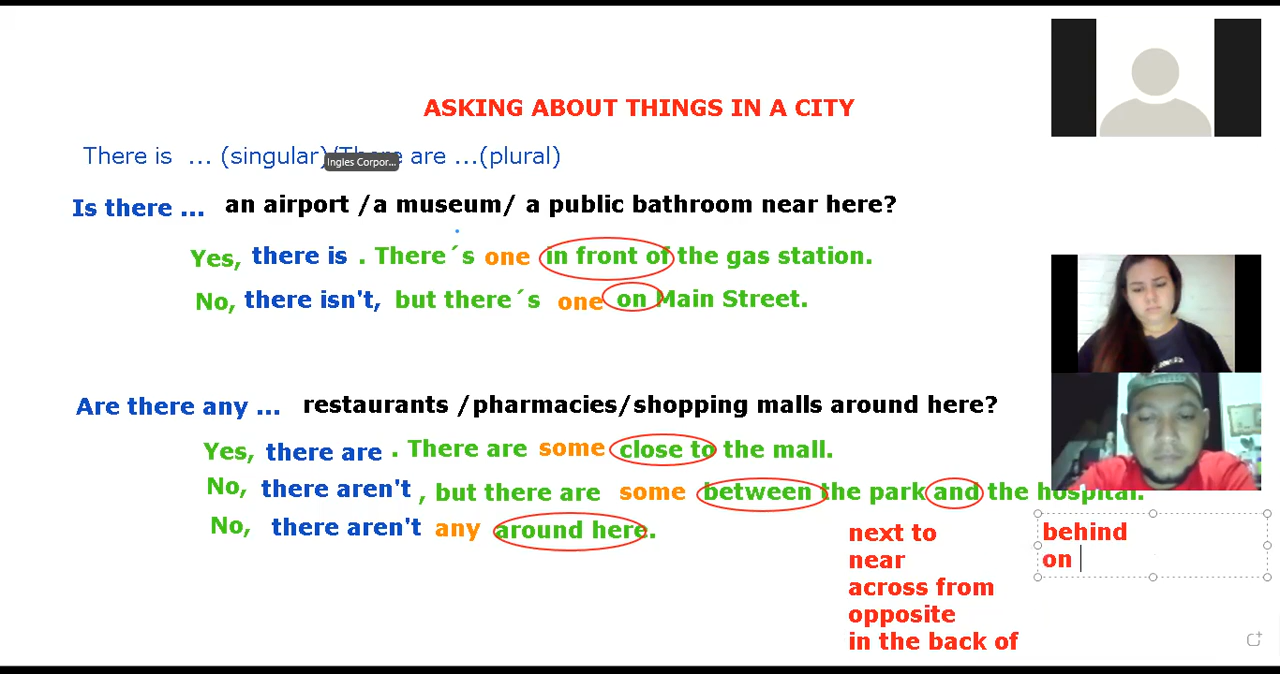 ASKING ABOUT THINGS IN A CITY
There is ... (singular)/There are ...(plural)
Ingles Corpor...
Is there ... an airport /a museum/ a public bathroom near here?
Yes, there is . There´s one in front of the gas station.
No, there isn't, but there´s one on Main Street.
Are there any ... restaurants /pharmacies/shopping malls around here?
Yes, there are . There are some close to the mall.
No, there aren't , but there are some between the park and the hospital.
No, there aren't any around here.
next to
near
across from
opposite
in the back of
behind
on